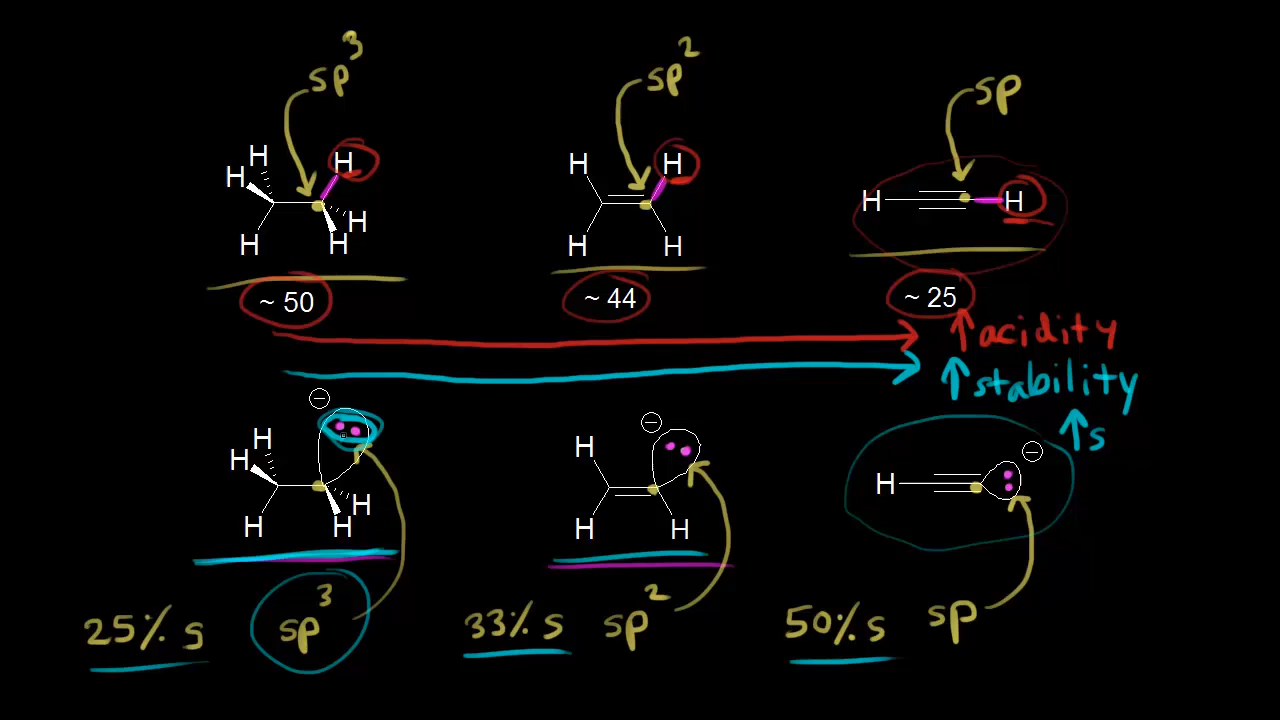 sp³ sp² sp
H H H H
H H H H H
H H H H
~ 50 ~ 44 ~ 25
↑ acidity
↑ stability
↑ s
⊖ ⊖ ⊖
H H H H
H H
H H H H
25% s sp³ 33% s sp² 50% s sp